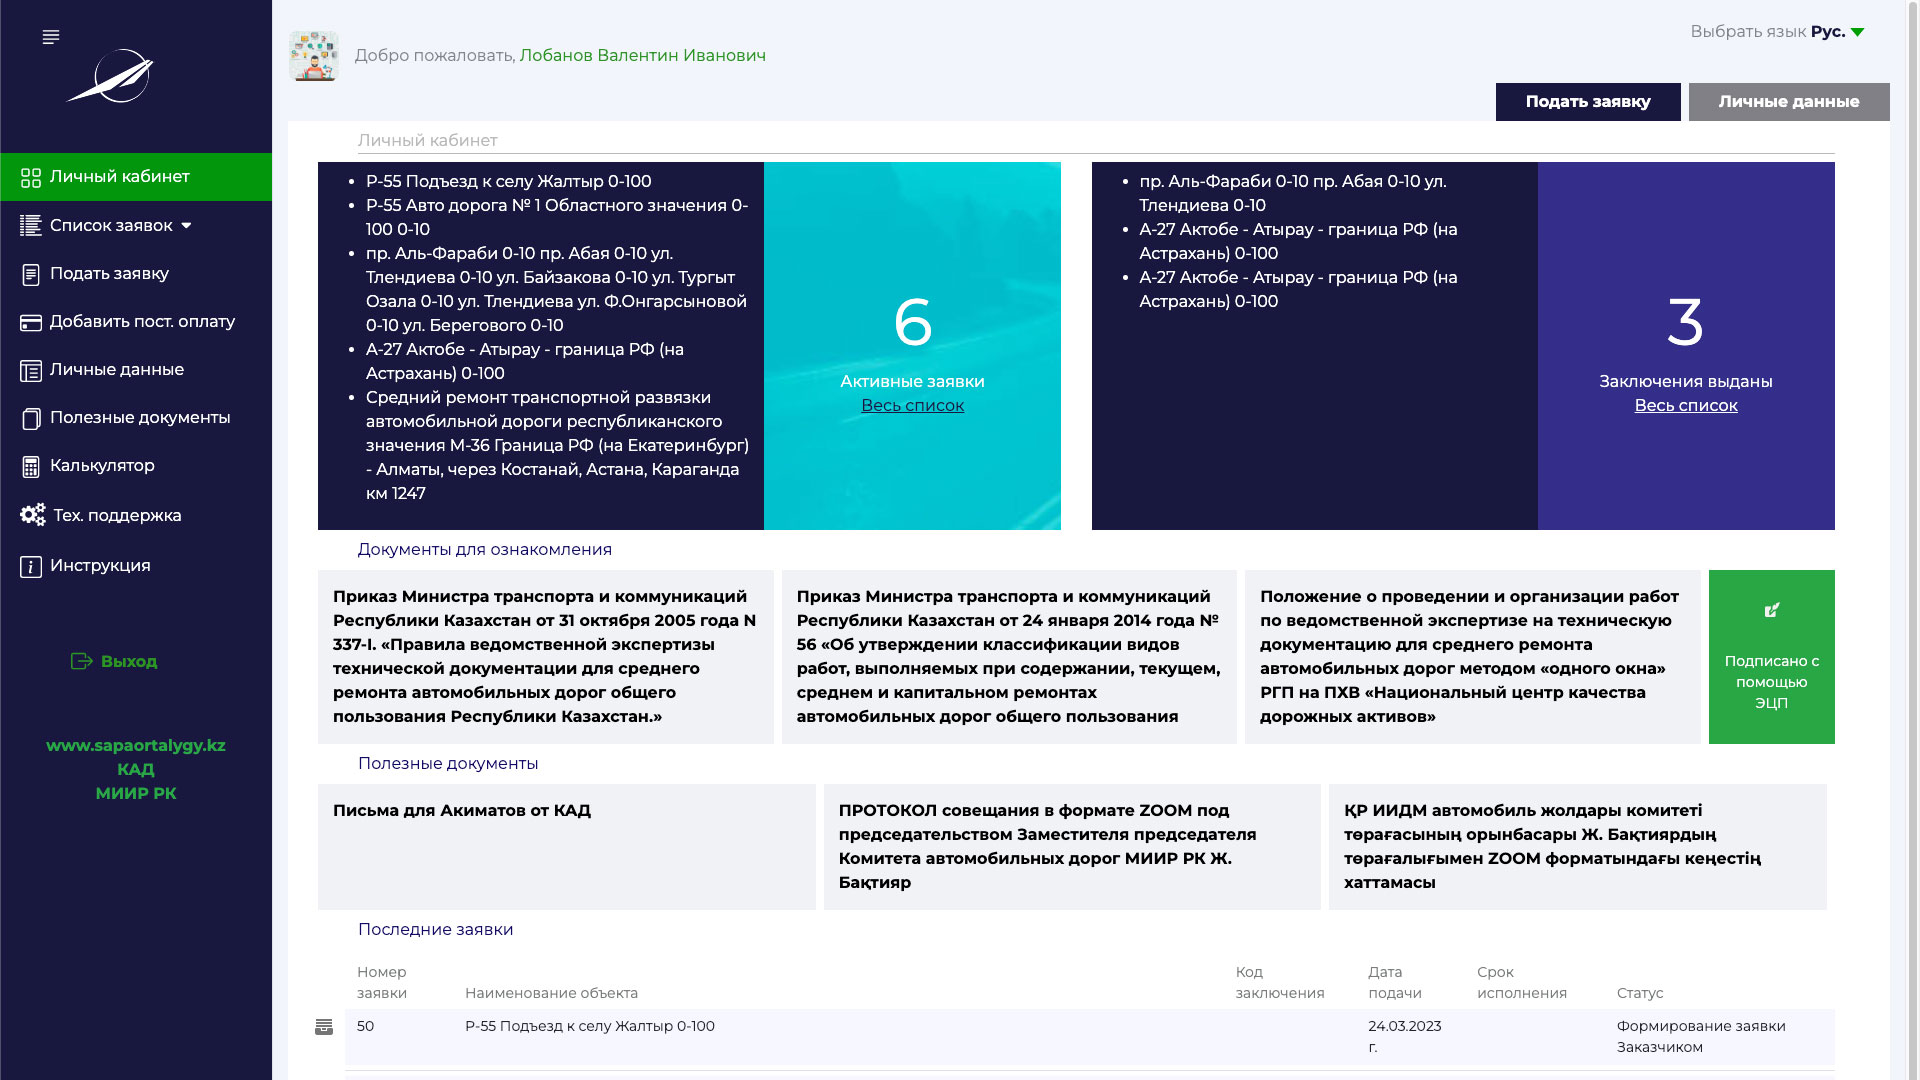 Добро пожаловать, Лобанов Валентин Иванович
Выбрать язык Рус.
Подать заявку
Личные данные
Личный кабинет
Список заявок
Подать заявку
Добавить пост. оплату
Личные данные
Полезные документы
Калькулятор
Тех. поддержка
Инструкция
Выход
www.sapaortalygy.kz
КАД
МИИР РК
Личный кабинет
Р-55 Подъезд к селу Жалтыр 0-100
Р-55 Авто дорога № 1 Областного значения 0-
100 0-10
пр. Аль-Фараби 0-10 пр. Абая 0-10 ул.
Тлендиева 0-10 ул. Байзакова 0-10 ул. Тургыт
Озала 0-10 ул. Тлендиева ул. Ф.Онгарсыновой
0-10 ул. Берегового 0-10
А-27 Актобе - Атырау - граница РФ (на
Астрахань) 0-100
Средний ремонт транспортной развязки
автомобильной дороги республиканского
значения М-36 Граница РФ (на Екатеринбург)
- Алматы, через Костанай, Астана, Караганда
км 1247
6
Активные заявки
Весь список
пр. Аль-Фараби 0-10 пр. Абая 0-10 ул.
Тлендиева 0-10
А-27 Актобе - Атырау - граница РФ (на
Астрахань) 0-100
А-27 Актобе - Атырау - граница РФ (на
Астрахань) 0-100
3
Заключения выданы
Весь список
Документы для ознакомления
Приказ Министра транспорта и коммуникаций
Республики Казахстан от 31 октября 2005 года N
337-I. «Правила ведомственной экспертизы
технической документации для среднего
ремонта автомобильных дорог общего
пользования Республики Казахстан.»
Приказ Министра транспорта и коммуникаций
Республики Казахстан от 24 января 2014 года №
56 «Об утверждении классификации видов
работ, выполняемых при содержании, текущем,
среднем и капитальном ремонтах
автомобильных дорог общего пользования
Положение о проведении и организации работ
по ведомственной экспертизе на техническую
документацию для среднего ремонта
автомобильных дорог методом «одного окна»
РГП на ПХВ «Национальный центр качества
дорожных активов»
Подписано с
помощью
ЭЦП
Полезные документы
Письма для Акиматов от КАД
ПРОТОКОЛ совещания в формате ZOOM под
председательством Заместителя председателя
Комитета автомобильных дорог МИИР РК Ж.
Бақтияр
ҚР ИИДМ автомобиль жолдары комитеті
төрағасының орынбасары Ж. Бақтиярдың
төрағалығымен ZOOM форматындағы кеңестің
хаттамасы
Последние заявки
Номер
заявки
Наименование объекта
Код
заключения
Дата
подачи
Срок
исполнения
Статус
50
Р-55 Подъезд к селу Жалтыр 0-100
24.03.2023
г.
Формирование заявки
Заказчиком